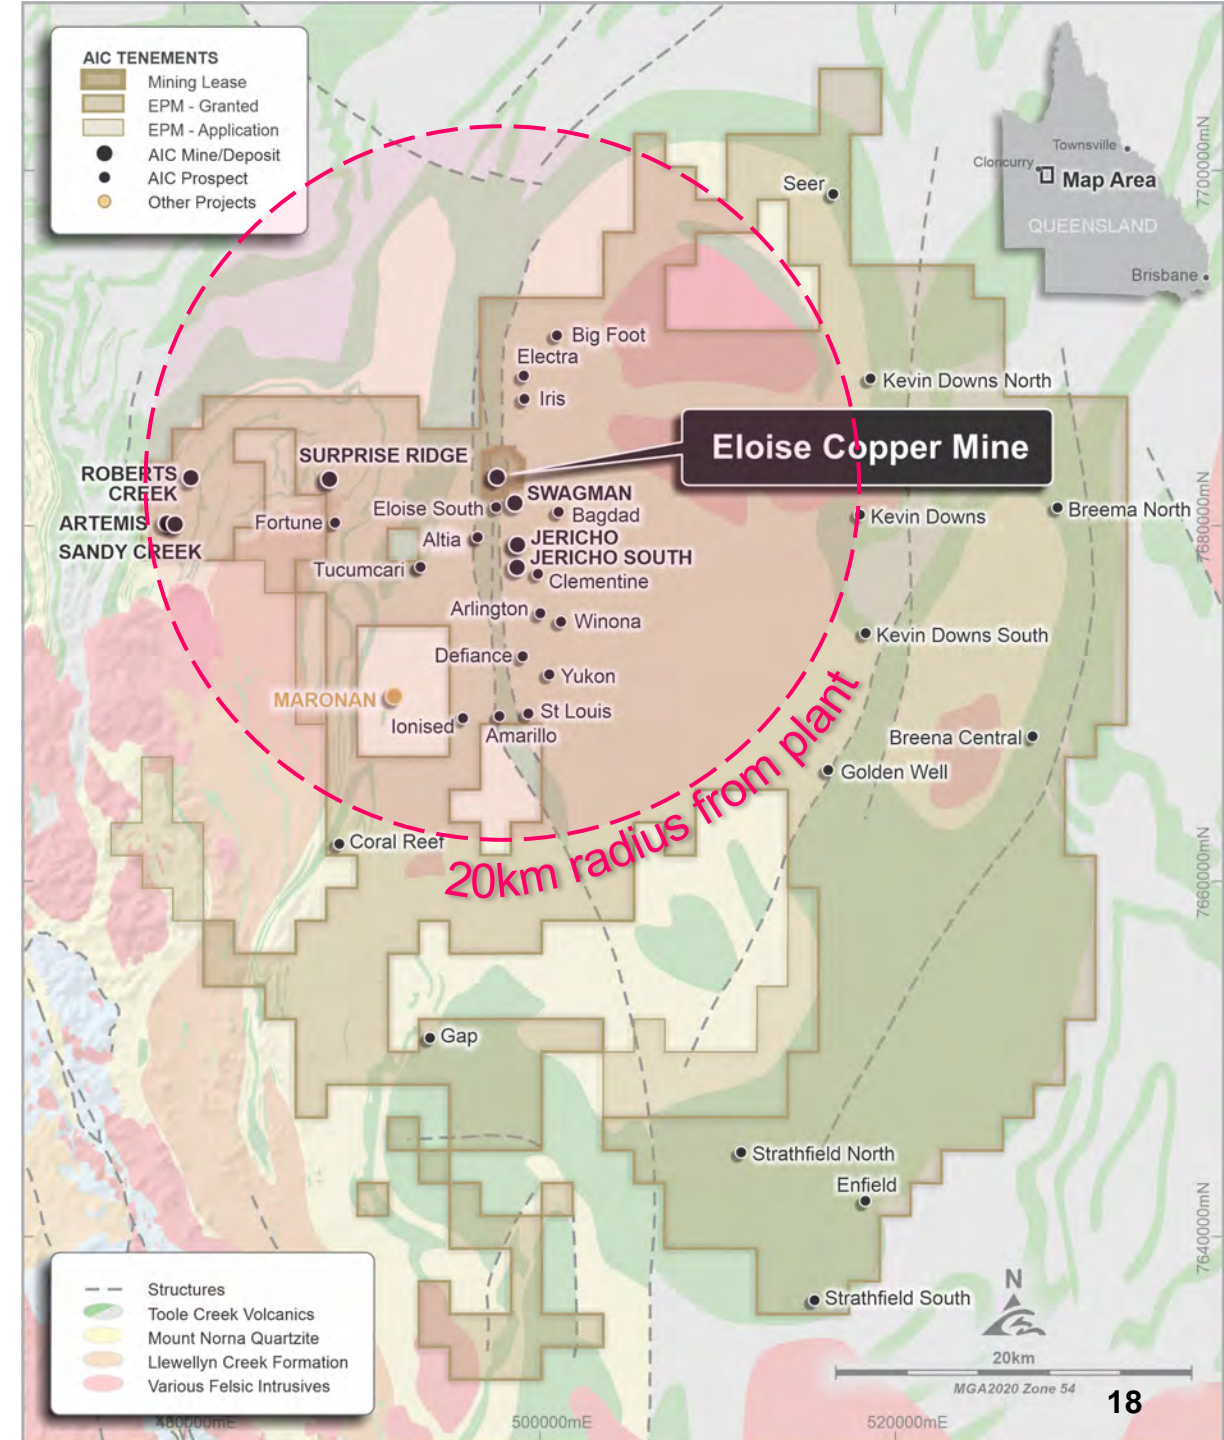 AIC TENEMENTS
Mining Lease
EPM - Granted
EPM - Application
AIC Mine/Deposit
AIC Prospect
Other Projects
Townsville
Cloncurry
Map Area
QUEENSLAND
Brisbane
7700000mN
Seer
Big Foot
Electra
Iris
Kevin Downs North
Eloise Copper Mine
SURPRISE RIDGE
ROBERTS
CREEK
SWAGMAN
Eloise South
Bagdad
Kevin Downs
Breema North
ARTEMIS
Fortune
7680000mN
Altia
JERICHO
SANDY CREEK
JERICHO SOUTH
Tucumcari
Clementine
Arlington
Winona
Kevin Downs South
Defiance
Yukon
MARONAN
Ionised
Amarillo
St Louis
Breena Central
Golden Well
20km radius from plant
Coral Reef
7660000mN
Gap
Strathfield North
Enfield
7640000mN
Strathfield South
Structures
Toole Creek Volcanics
Mount Norna Quartzite
Llewellyn Creek Formation
Various Felsic Intrusives
N
20km
MGA2020 Zone 54
18
480000mE
500000mE
520000mE